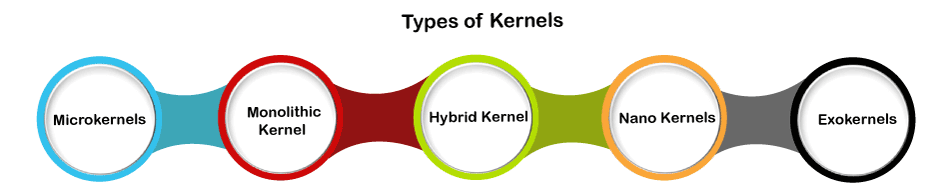 Types of Kernels
Microkernels
Monolithic
Kernel
Hybrid Kernel
Nano Kernels
Exokernels